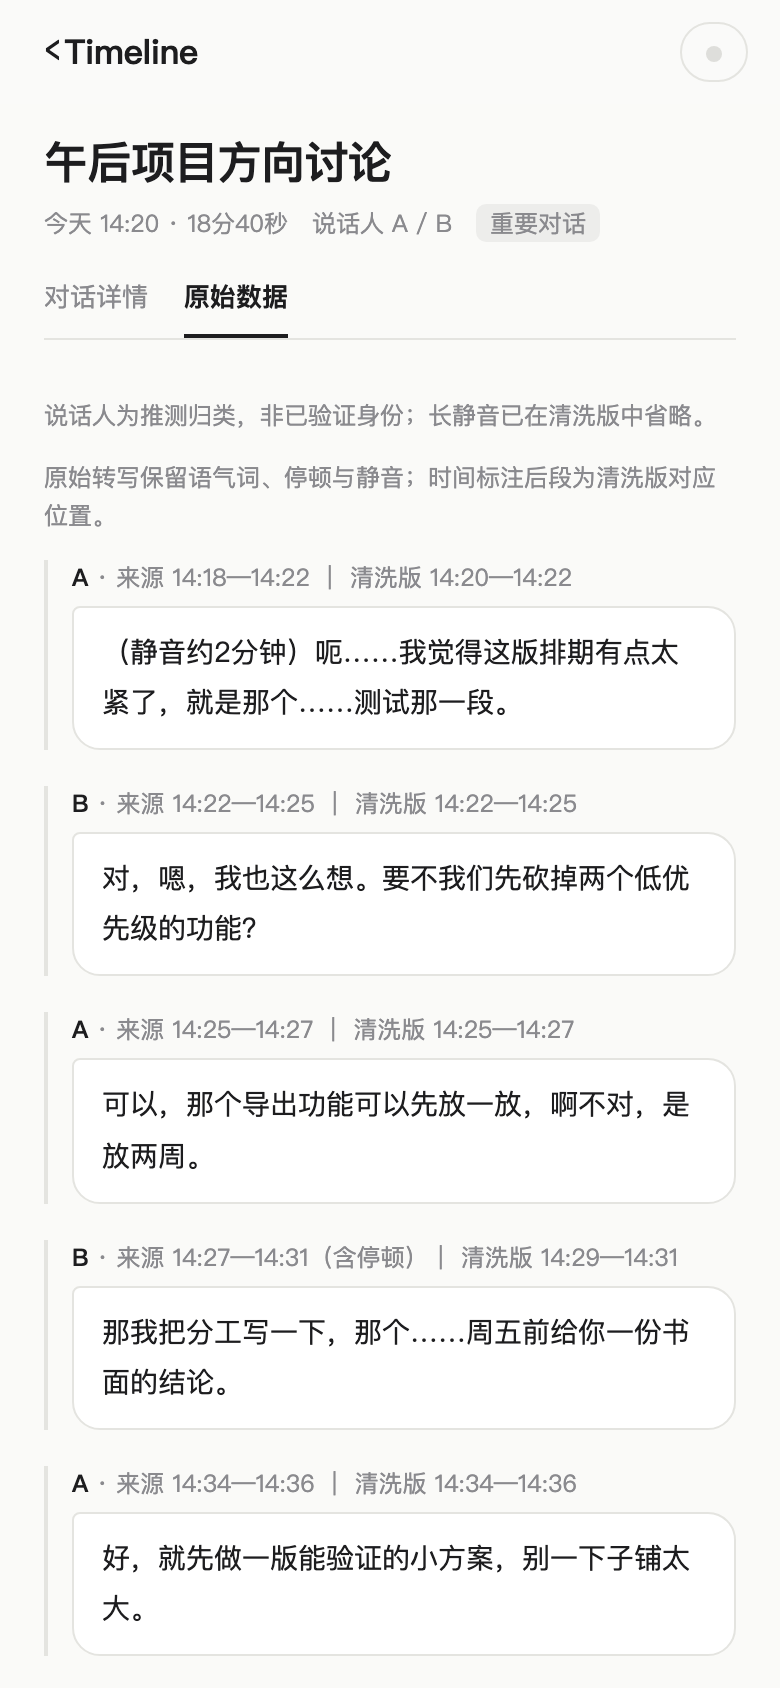 <Timeline
午后项目方向讨论
今天 14:20 · 18分40秒 说话人 A / B 重要对话
对话详情 原始数据
说话人为推测归类，非已验证身份；长静音已在清洗版中省略。
原始转写保留语气词、停顿与静音；时间标注后段为清洗版对应
位置。
A · 来源 14:18—14:22 ｜ 清洗版 14:20—14:22
（静音约2分钟）呃……我觉得这版排期有点太
紧了，就是那个……测试那一段。
B · 来源 14:22—14:25 ｜ 清洗版 14:22—14:25
对，嗯，我也这么想。要不我们先砍掉两个低优
先级的功能？
A · 来源 14:25—14:27 ｜ 清洗版 14:25—14:27
可以，那个导出功能可以先放一放，啊不对，是
放两周。
B · 来源 14:27—14:31（含停顿）｜ 清洗版 14:29—14:31
那我把分工写一下，那个……周五前给你一份书
面的结论。
A · 来源 14:34—14:36 ｜ 清洗版 14:34—14:36
好，就先做一版能验证的小方案，别一下子铺太
大。